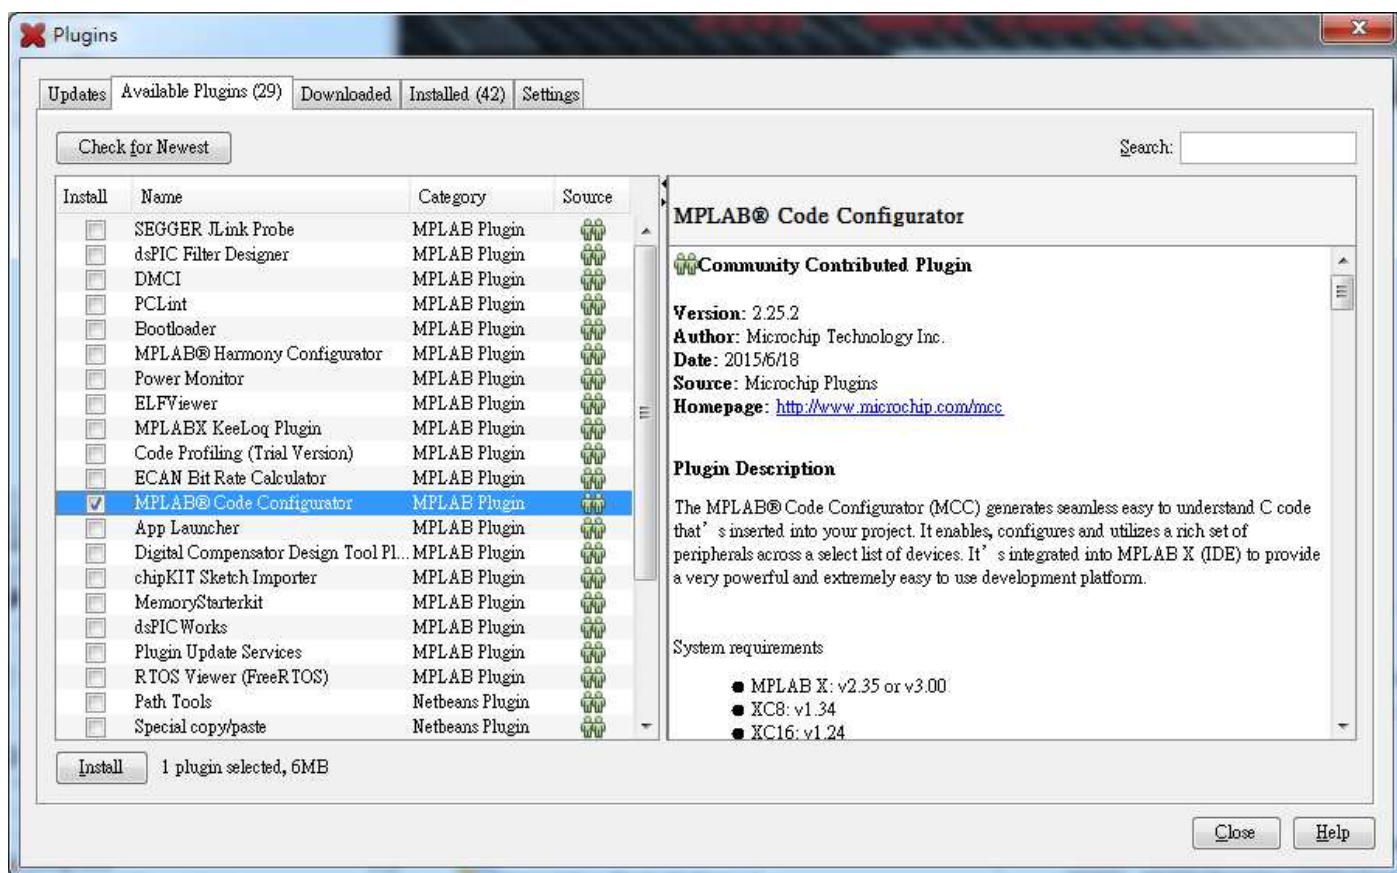 Plugins
Updates Available Plugins (29) Downloaded Installed (42) Settings
Check for Newest Search:
Install Name Category Source
SEGGER JLink Probe MPLAB Plugin
dsPIC Filter Designer MPLAB Plugin
DMCI MPLAB Plugin
PCLint MPLAB Plugin
Bootloader MPLAB Plugin
MPLAB® Harmony Configurator MPLAB Plugin
Power Monitor MPLAB Plugin
ELFViewer MPLAB Plugin
MPLABX KeeLoq Plugin MPLAB Plugin
Code Profiling (Trial Version) MPLAB Plugin
ECAN Bit Rate Calculator MPLAB Plugin
MPLAB® Code Configurator MPLAB Plugin
App Launcher MPLAB Plugin
Digital Compensator Design Tool Pl... MPLAB Plugin
chipKIT Sketch Importer MPLAB Plugin
MemoryStarterkit MPLAB Plugin
dsPICWorks MPLAB Plugin
Plugin Update Services MPLAB Plugin
RTOS Viewer (FreeRTOS) MPLAB Plugin
Path Tools Netbeans Plugin
Special copy/paste Netbeans Plugin
MPLAB® Code Configurator
Community Contributed Plugin
Version: 2.25.2
Author: Microchip Technology Inc.
Date: 2015/6/18
Source: Microchip Plugins
Homepage: http://www.microchip.com/mcc
Plugin Description
The MPLAB® Code Configurator (MCC) generates seamless easy to understand C code
that’s inserted into your project. It enables, configures and utilizes a rich set of
peripherals across a select list of devices. It’s integrated into MPLAB X (IDE) to provide
a very powerful and extremely easy to use development platform.
System requirements
● MPLAB X: v2.35 or v3.00
● XC8: v1.34
● XC16: v1.24
Install 1 plugin selected, 6MB
Close Help